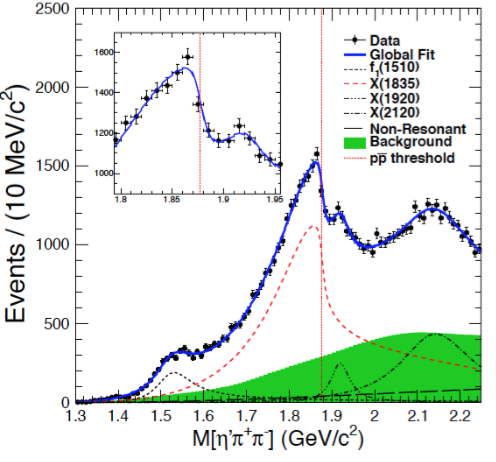 2500
2000
1500
1000
500
0
Events / (10 MeV/c²)
1600
1400
1200
1000
1.8 1.85 1.9 1.95
Data
Global Fit
f₁(1510)
X(1835)
X(1920)
X(2120)
Non-Resonant
Background
pp̅ threshold
1.3 1.4 1.5 1.6 1.7 1.8 1.9 2 2.1 2.2
M[η'π⁺π⁻] (GeV/c²)